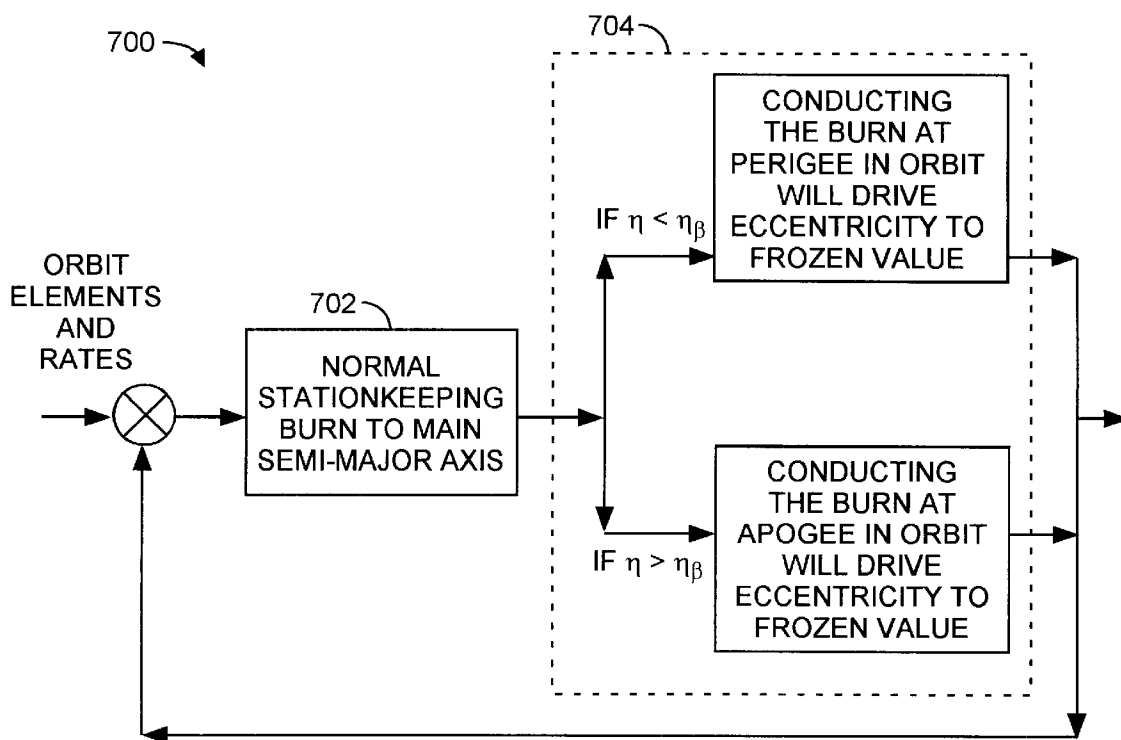 700
704
CONDUCTING
THE BURN AT
PERIGEE IN ORBIT
WILL DRIVE
ECCENTRICITY TO
FROZEN VALUE
IF η < ηβ
ORBIT
ELEMENTS
AND
RATES
702
NORMAL
STATIONKEEPING
BURN TO MAIN
SEMI-MAJOR AXIS
IF η > ηβ
CONDUCTING
THE BURN AT
APOGEE IN ORBIT
WILL DRIVE
ECCENTRICITY TO
FROZEN VALUE